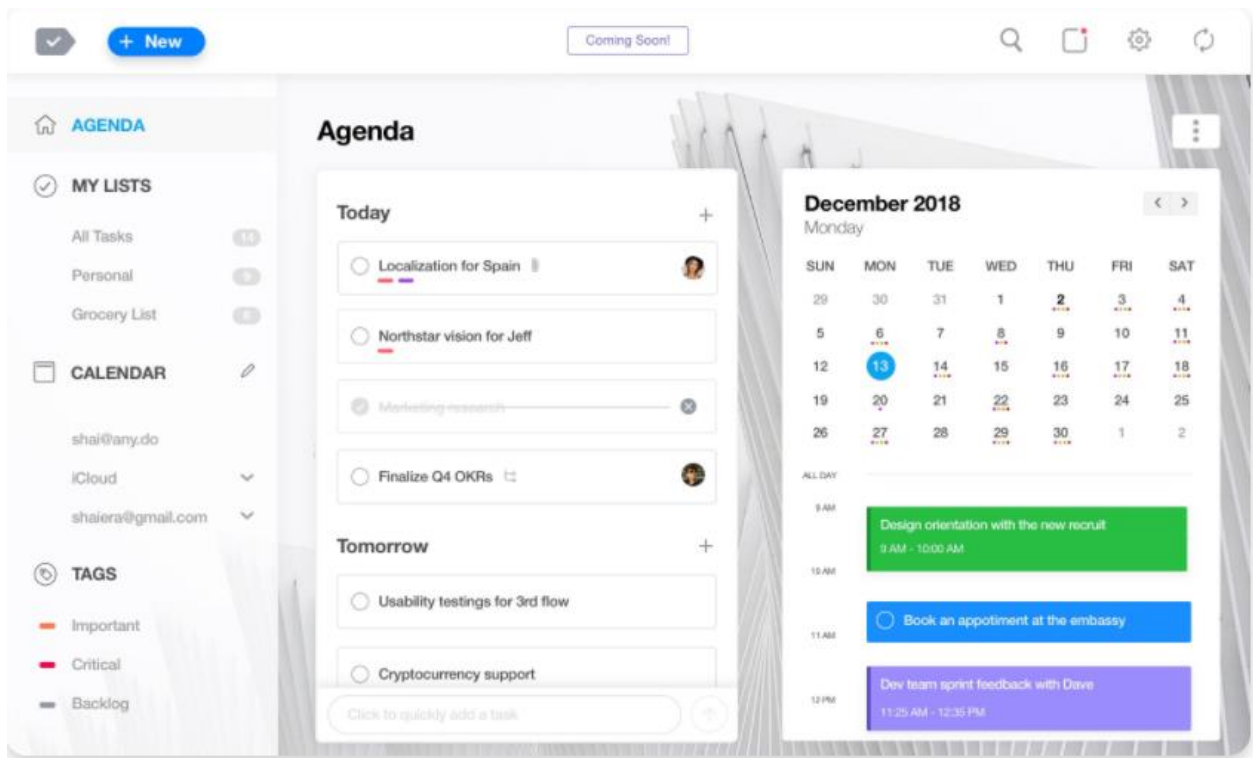 + New
Coming Soon!
AGENDA
MY LISTS
All Tasks 14
Personal
Grocery List
CALENDAR
shai@any.do
iCloud
shaiera@gmail.com
TAGS
Important
Critical
Backlog
Agenda
Today +
Localization for Spain
Northstar vision for Jeff
Marketing research
Finalize Q4 OKRs
Tomorrow +
Usability testings for 3rd flow
Cryptocurrency support
Click to quickly add a task
December 2018 < >
Monday
SUN MON TUE WED THU FRI SAT
29 30 31 1 2 3 4
5 6 7 8 9 10 11
12 13 14 15 16 17 18
19 20 21 22 23 24 25
26 27 28 29 30 1 2
ALL DAY
9 AM
Design orientation with the new recruit
9 AM - 10:00 AM
10 AM
Book an appotiment at the embassy
11 AM
Dev team sprint feedback with Dave
12 PM
11:25 AM - 12:35 PM